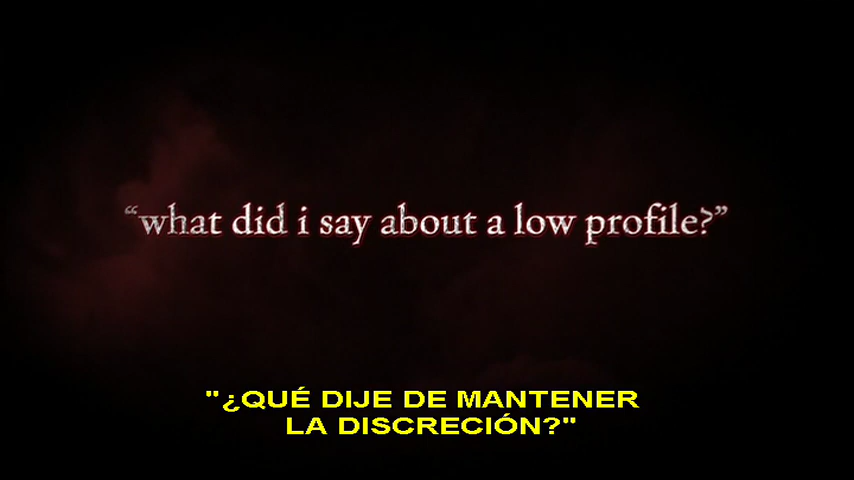 “what did i say about a low profile?”
"¿QUÉ DIJE DE MANTENER
LA DISCRECIÓN?"